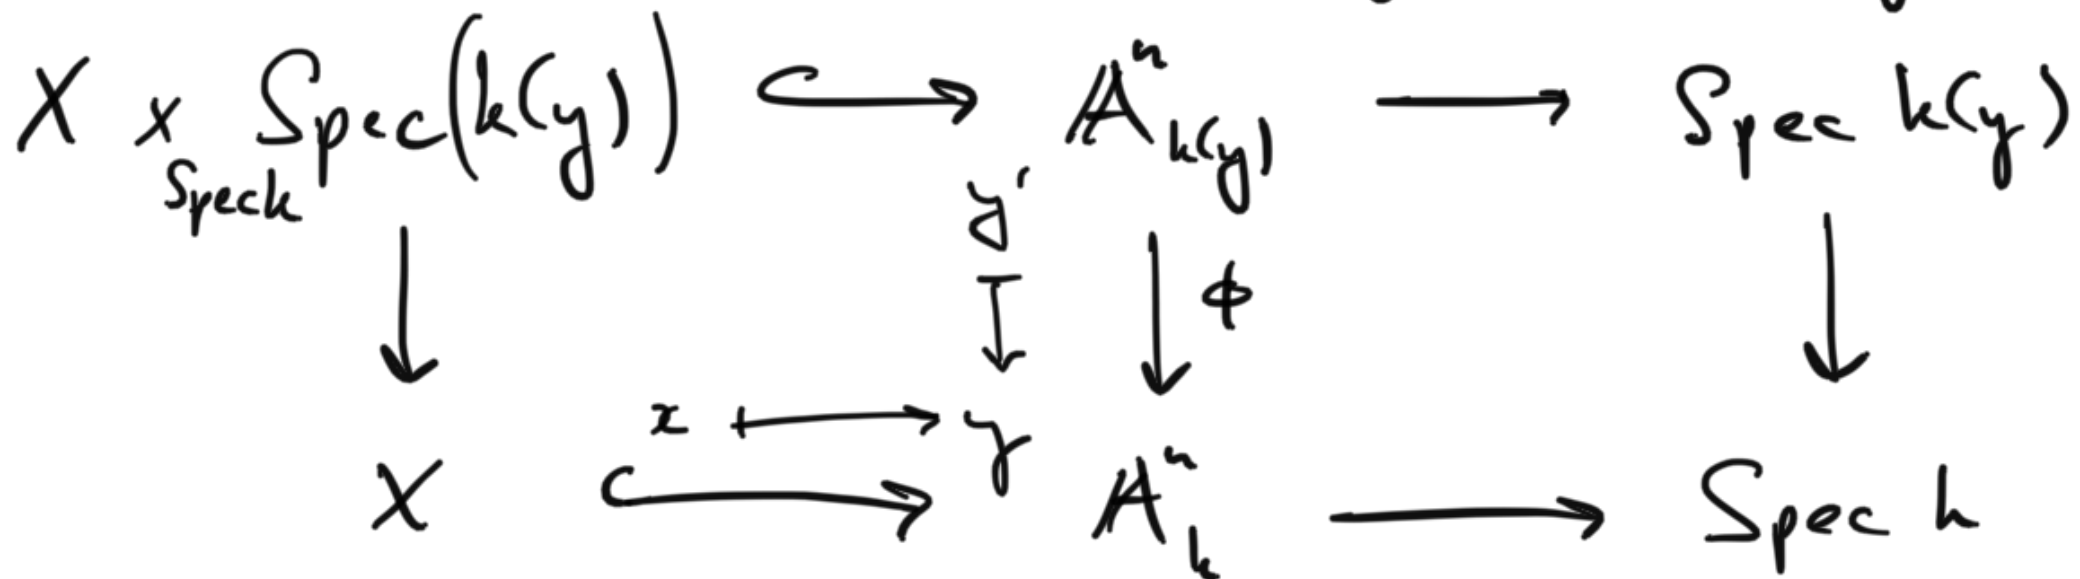 X ×_{Spec k} Spec(k(y)) ↪ 𝔸^n_{k(y)} → Spec k(y)
y'
↓ ↧ ↓ ϕ ↓
x ↦ y
X ↪ 𝔸^n_k → Spec k